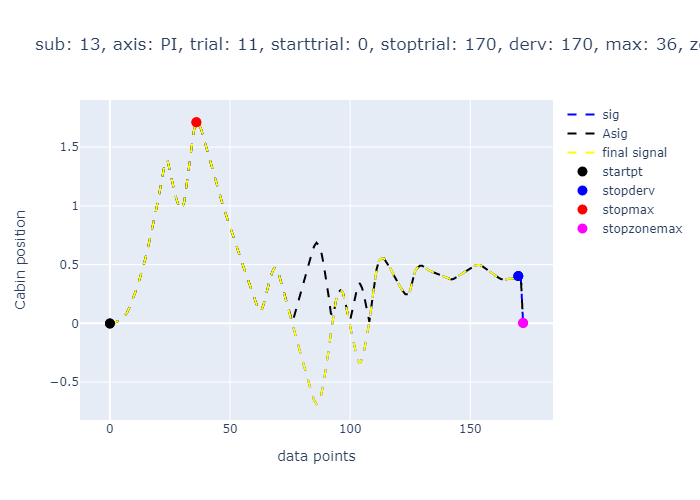 sub: 13, axis: PI, trial: 11, starttrial: 0, stoptrial: 170, derv: 170, max: 36,
sig
Asig
final signal
startpt
stopderv
stopmax
stopzonemax
Cabin position
1.5
1
0.5
0
−0.5
0
50
100
150
data points